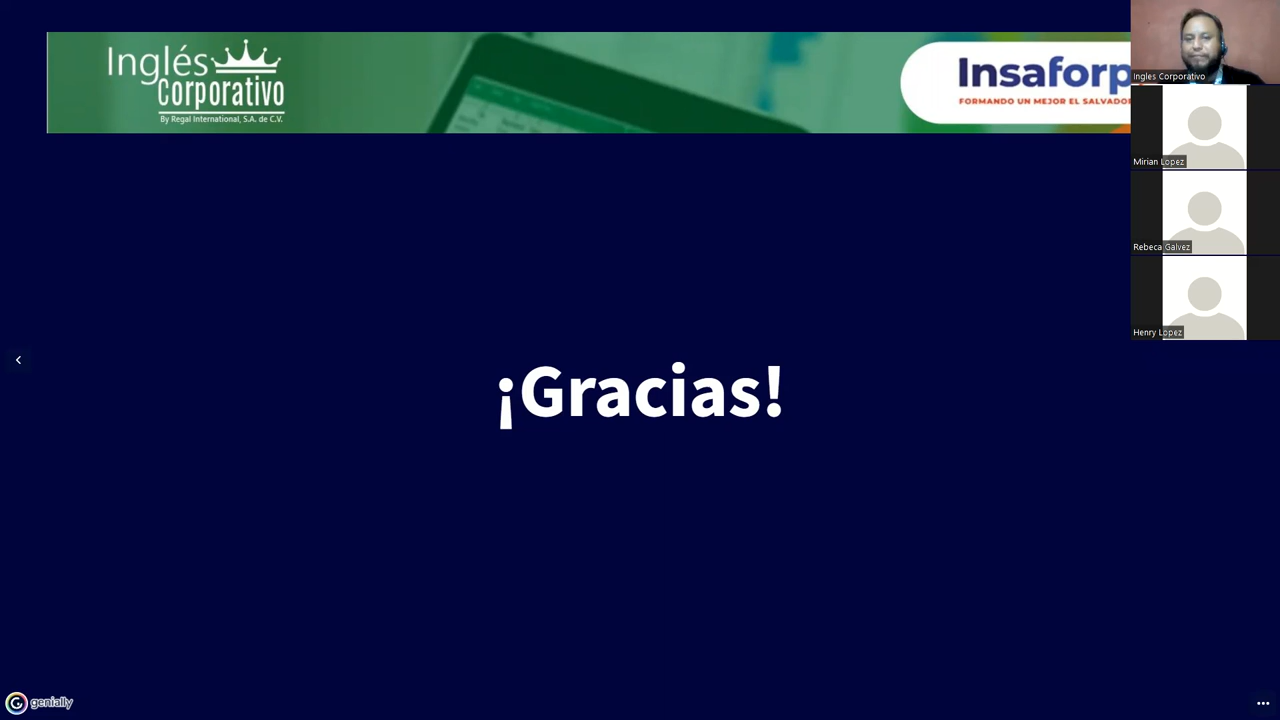 Inglés
Corporativo
By Regal International, S.A. de C.V.
Insaforp
FORMANDO UN MEJOR EL SALVADOR
Ingles Corporativo
Mirian Lopez
Rebeca Galvez
Henry Lopez
¡Gracias!
genially